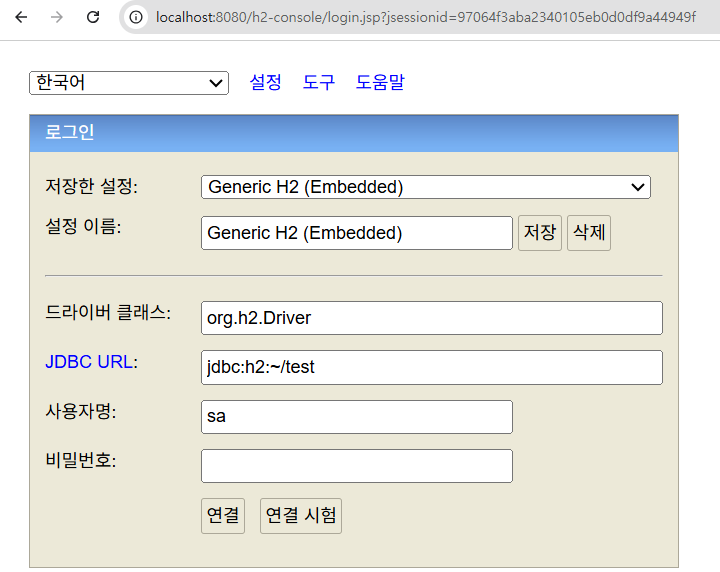 localhost:8080/h2-console/login.jsp?jsessionid=97064f3aba2340105eb0d0df9a44949f
한국어 설정 도구 도움말
로그인
저장한 설정: Generic H2 (Embedded)
설정 이름: Generic H2 (Embedded) 저장 삭제
드라이버 클래스: org.h2.Driver
JDBC URL: jdbc:h2:~/test
사용자명: sa
비밀번호:
연결 연결 시험